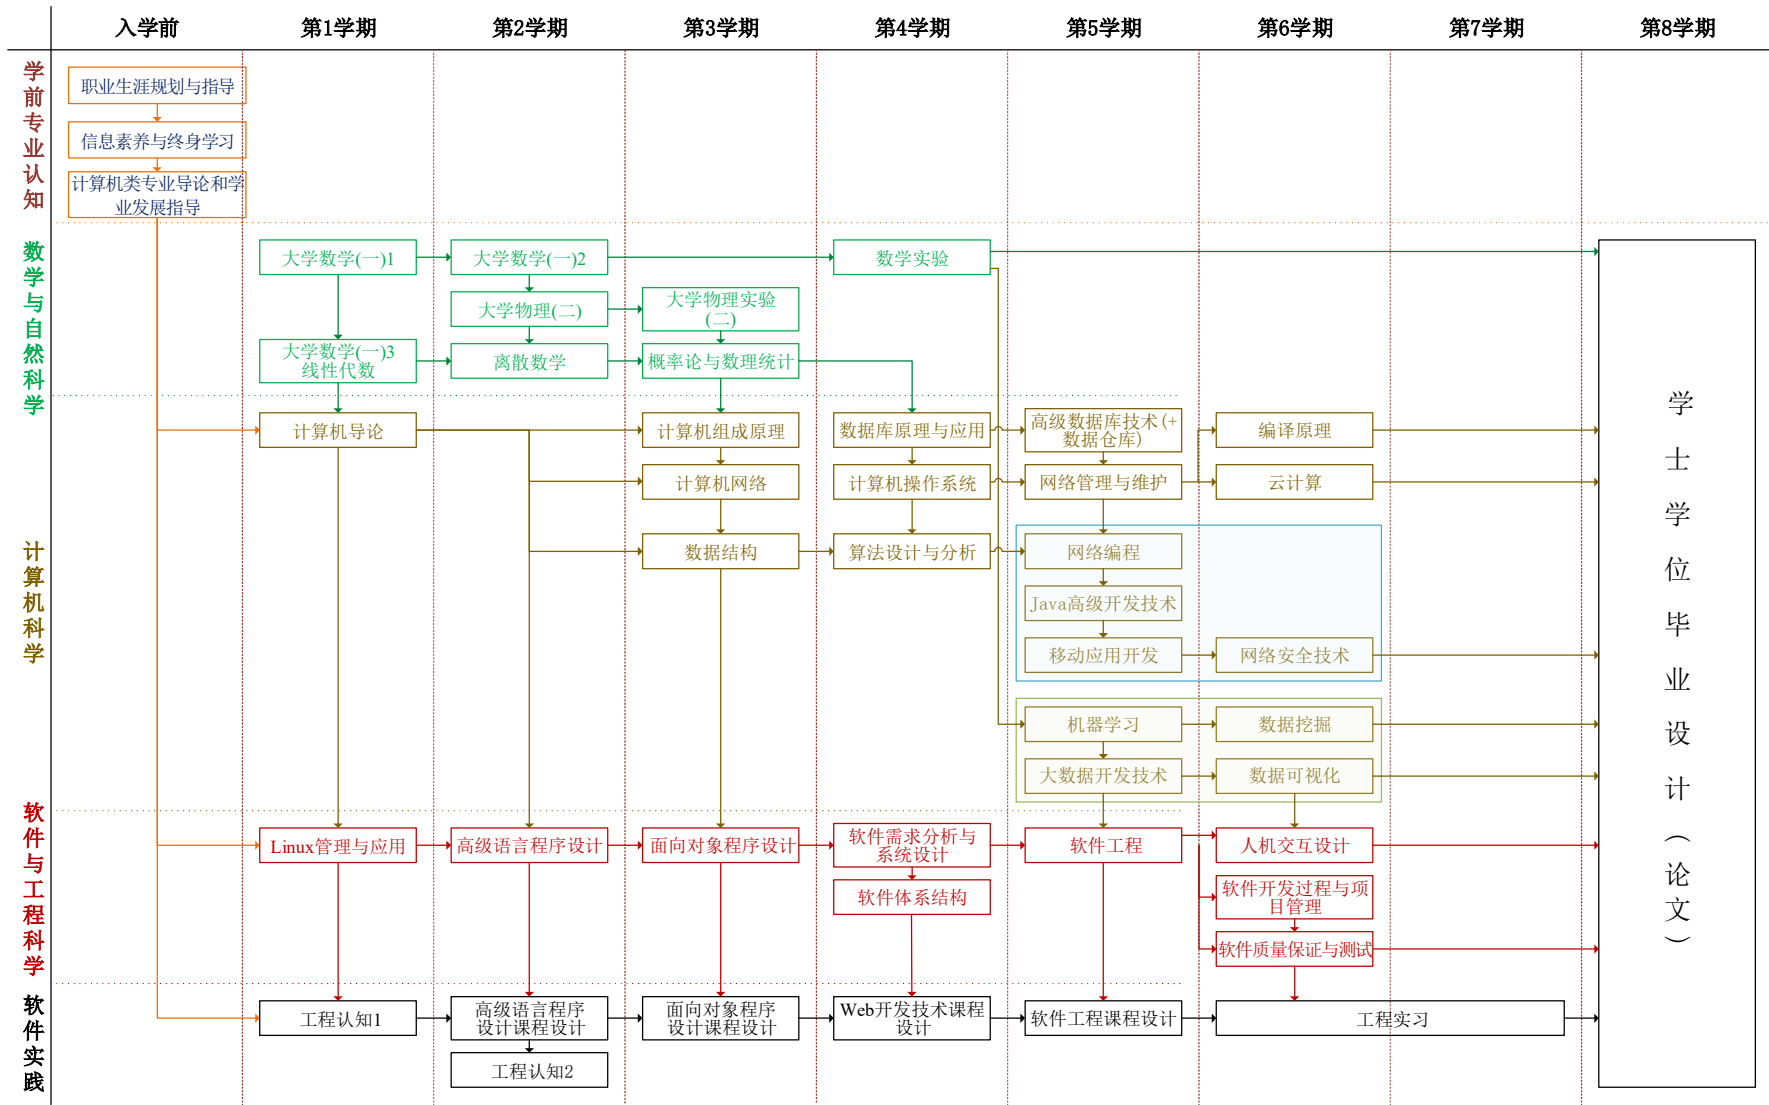 入学前
第1学期
第2学期
第3学期
第4学期
第5学期
第6学期
第7学期
第8学期
学前专业认知
职业生涯规划与指导
信息素养与终身学习
计算机类专业导论和学
业发展指导
数学与自然科学
大学数学(一)1
大学数学(一)2
数学实验
大学物理(二)
大学物理实验
(二)
大学数学(一)3
线性代数
离散数学
概率论与数理统计
计算机科学
计算机导论
计算机组成原理
数据库原理与应用
高级数据库技术(+
数据仓库)
编译原理
计算机网络
计算机操作系统
网络管理与维护
云计算
数据结构
算法设计与分析
网络编程
Java高级开发技术
移动应用开发
网络安全技术
机器学习
数据挖掘
大数据开发技术
数据可视化
软件与工程科学
Linux管理与应用
高级语言程序设计
面向对象程序设计
软件需求分析与
系统设计
软件工程
人机交互设计
软件体系结构
软件开发过程与项
目管理
软件质量保证与测试
软件实践
工程认知1
高级语言程序
设计课程设计
面向对象程序
设计课程设计
Web开发技术课程
设计
软件工程课程设计
工程实习
工程认知2
学士学位毕业设计(论文)